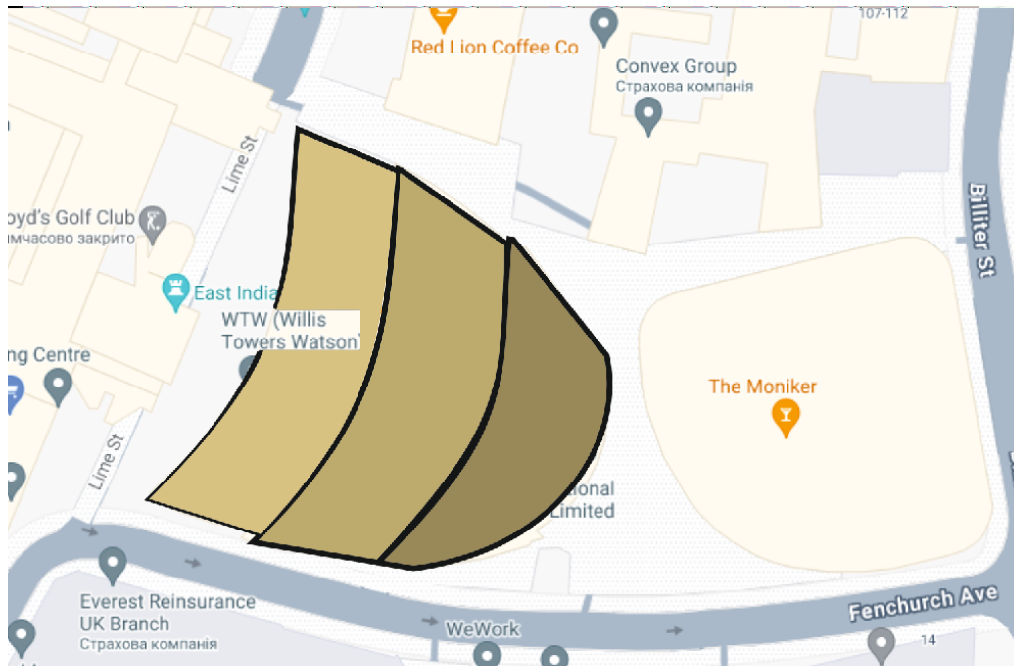 107-112
Red Lion Coffee Co
Convex Group
Страхова компанія
Lime St
oyd's Golf Club
имчасово закрито
Billiter St
East India
WTW (Willis
Towers Watson)
ng Centre
The Moniker
Lime St
ional
Limited
Everest Reinsurance
UK Branch
Страхова компанія
WeWork
Fenchurch Ave
14